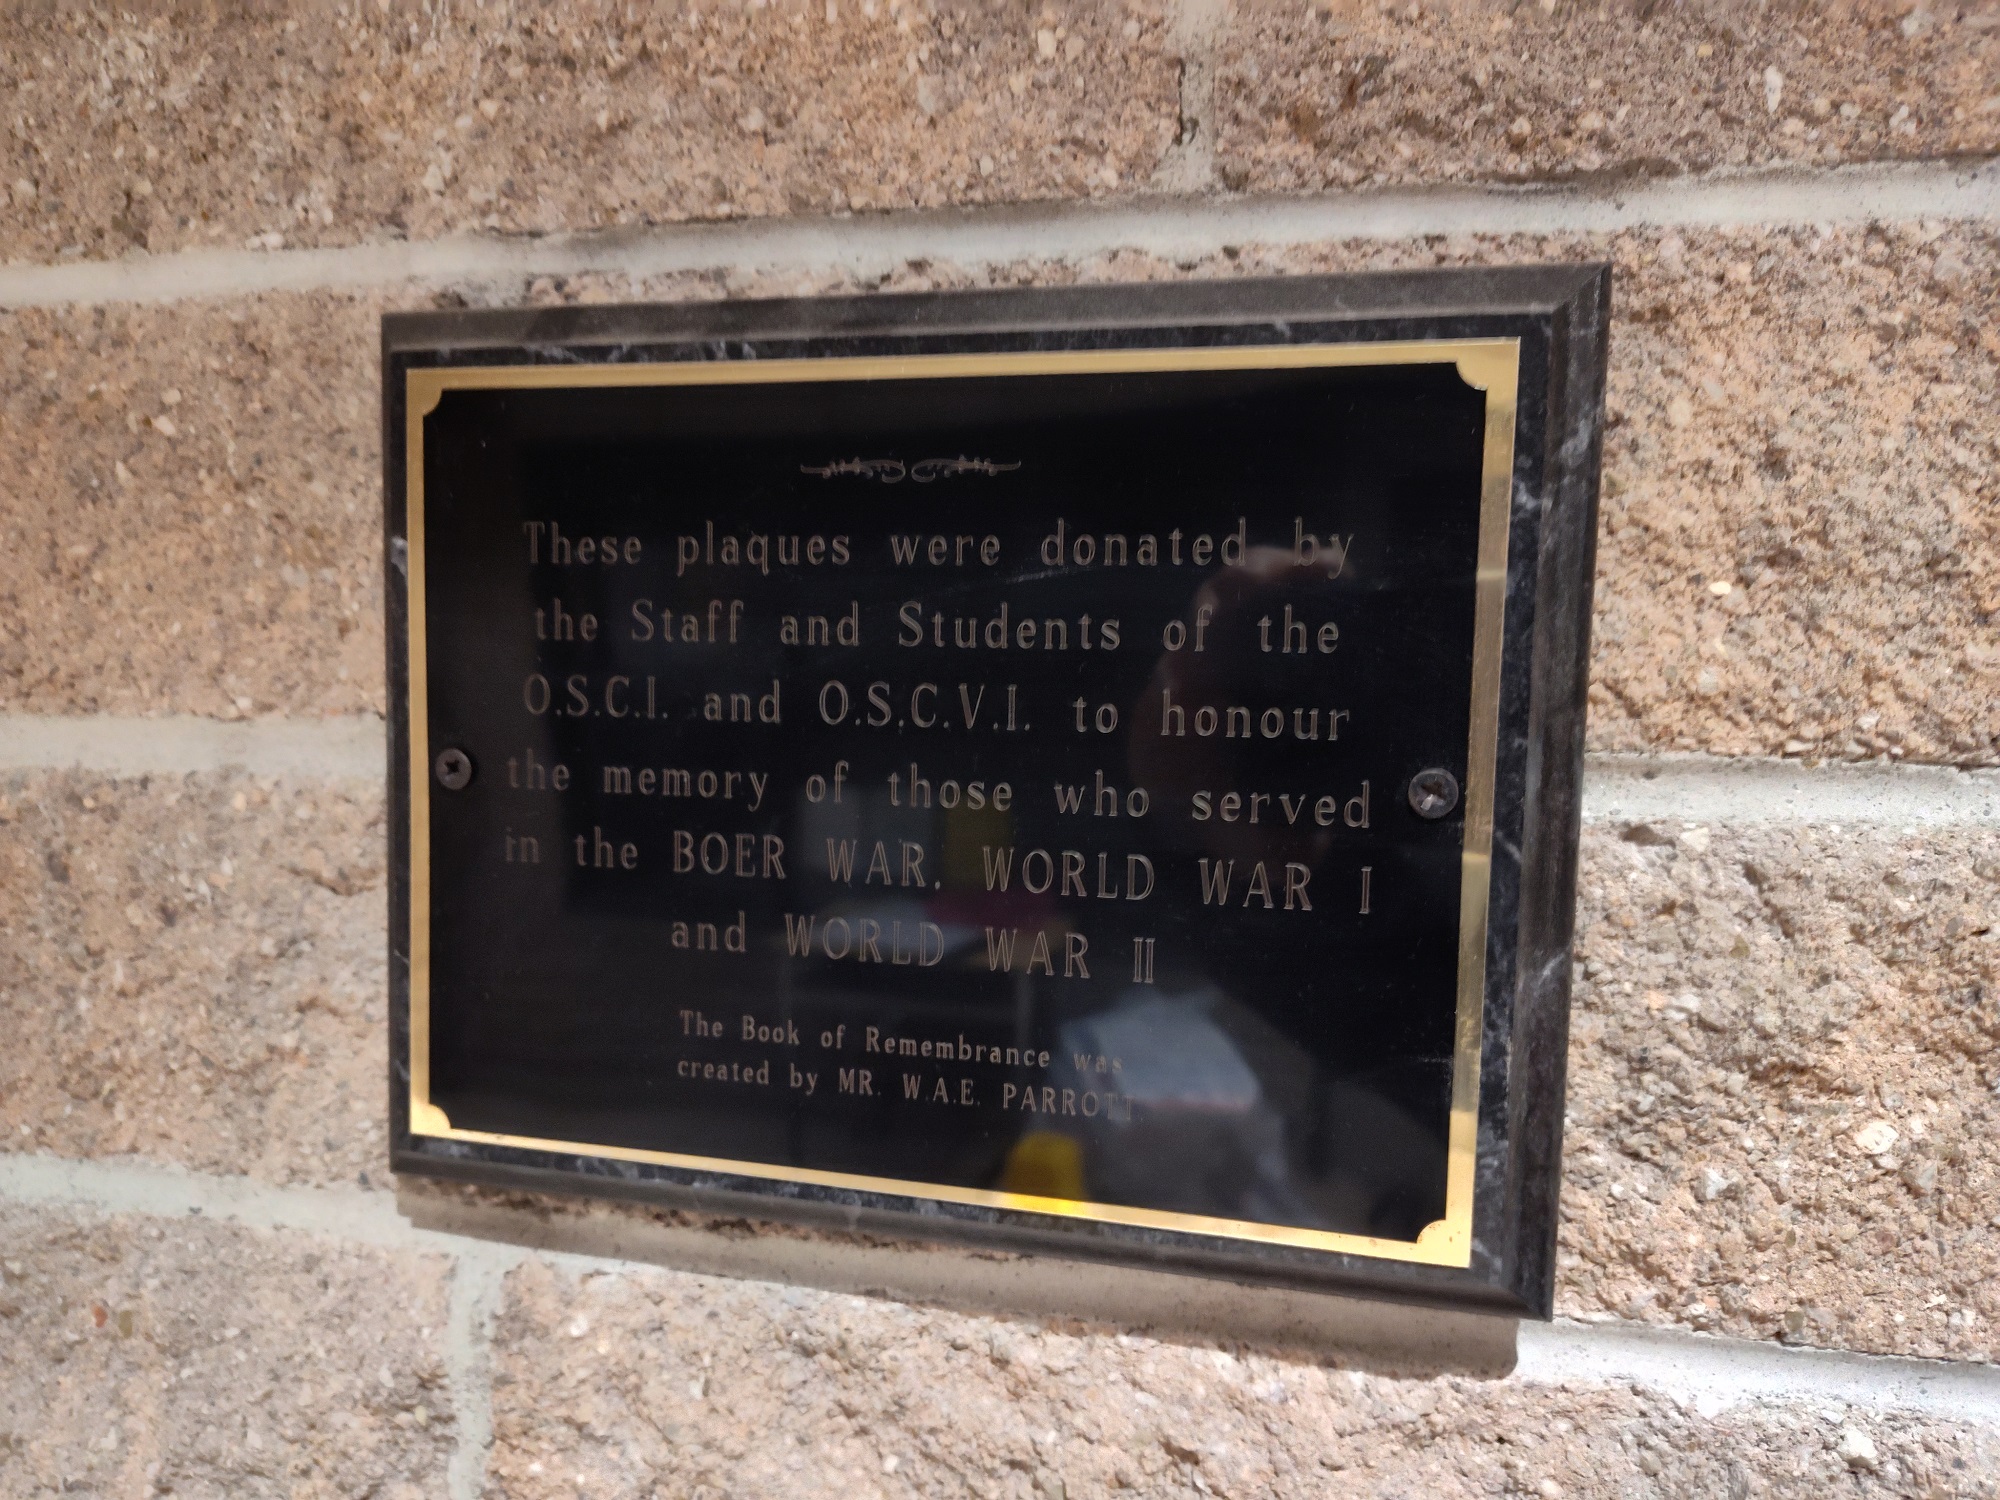 These plaques were donated by
the Staff and Students of the
O.S.C.I. and O.S.C.V.I. to honour
the memory of those who served
in the BOER WAR, WORLD WAR I
and WORLD WAR II
The Book of Remembrance was
created by MR. W.A.E. PARROTT